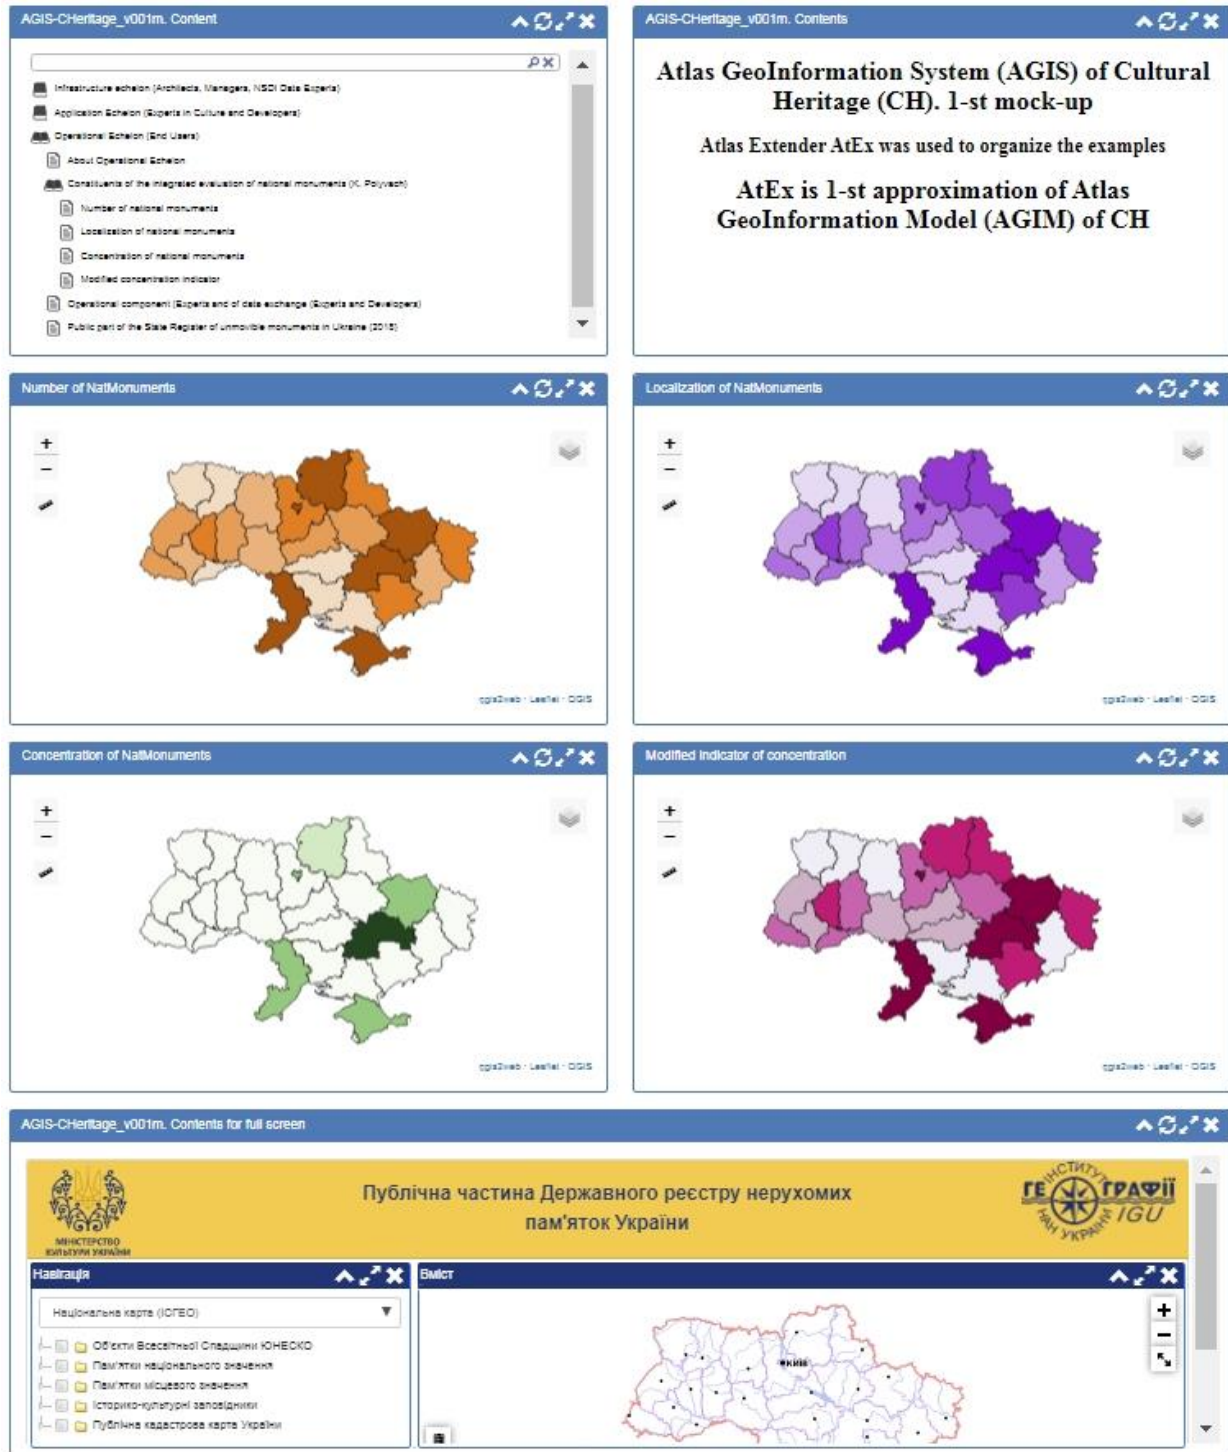 AGIS-CHeritage_v001m. Content
Infrastructure echelon (Architects, Managers, NSDI Data Experts)
Application Echelon (Experts in Culture and Developers)
Operational Echelon (End Users)
About Operational Echelon
Constituents of the integrated evaluation of national monuments (K. Polyvach)
Number of national monuments
Localization of national monuments
Concentration of national monuments
Modified concentration indicator
Operational component (Experts and of data exchange (Experts and Developers)
Public part of the State Register of unmovible monuments in Ukraine (2018)
AGIS-CHeritage_v001m. Contents
Atlas GeoInformation System (AGIS) of Cultural
Heritage (CH). 1-st mock-up
Atlas Extender AtEx was used to organize the examples
AtEx is 1-st approximation of Atlas
GeoInformation Model (AGIM) of CH
Number of NatMonuments
+
−
qgis2web · Leaflet · QGIS
Localization of NatMonuments
+
−
qgis2web · Leaflet · QGIS
Concentration of NatMonuments
+
−
qgis2web · Leaflet · QGIS
Modified Indicator of concentration
+
−
qgis2web · Leaflet · QGIS
AGIS-CHeritage_v001m. Contents for full screen
МІНІСТЕРСТВО
КУЛЬТУРИ УКРАЇНИ
Публічна частина Державного реєстру нерухомих
пам'яток України
ІНСТИТУТ
ГЕОГРАФІЇ
IGU
НАН УКРАЇНИ
Навігація
Національна карта (ІСГЕО)
Об'єкти Всесвітньої Спадщини ЮНЕСКО
Пам'ятки національного значення
Пам'ятки місцевого значення
Історико-культурні заповідники
Публічна кадастрова карта України
Вміст
КИЇВ
+
−